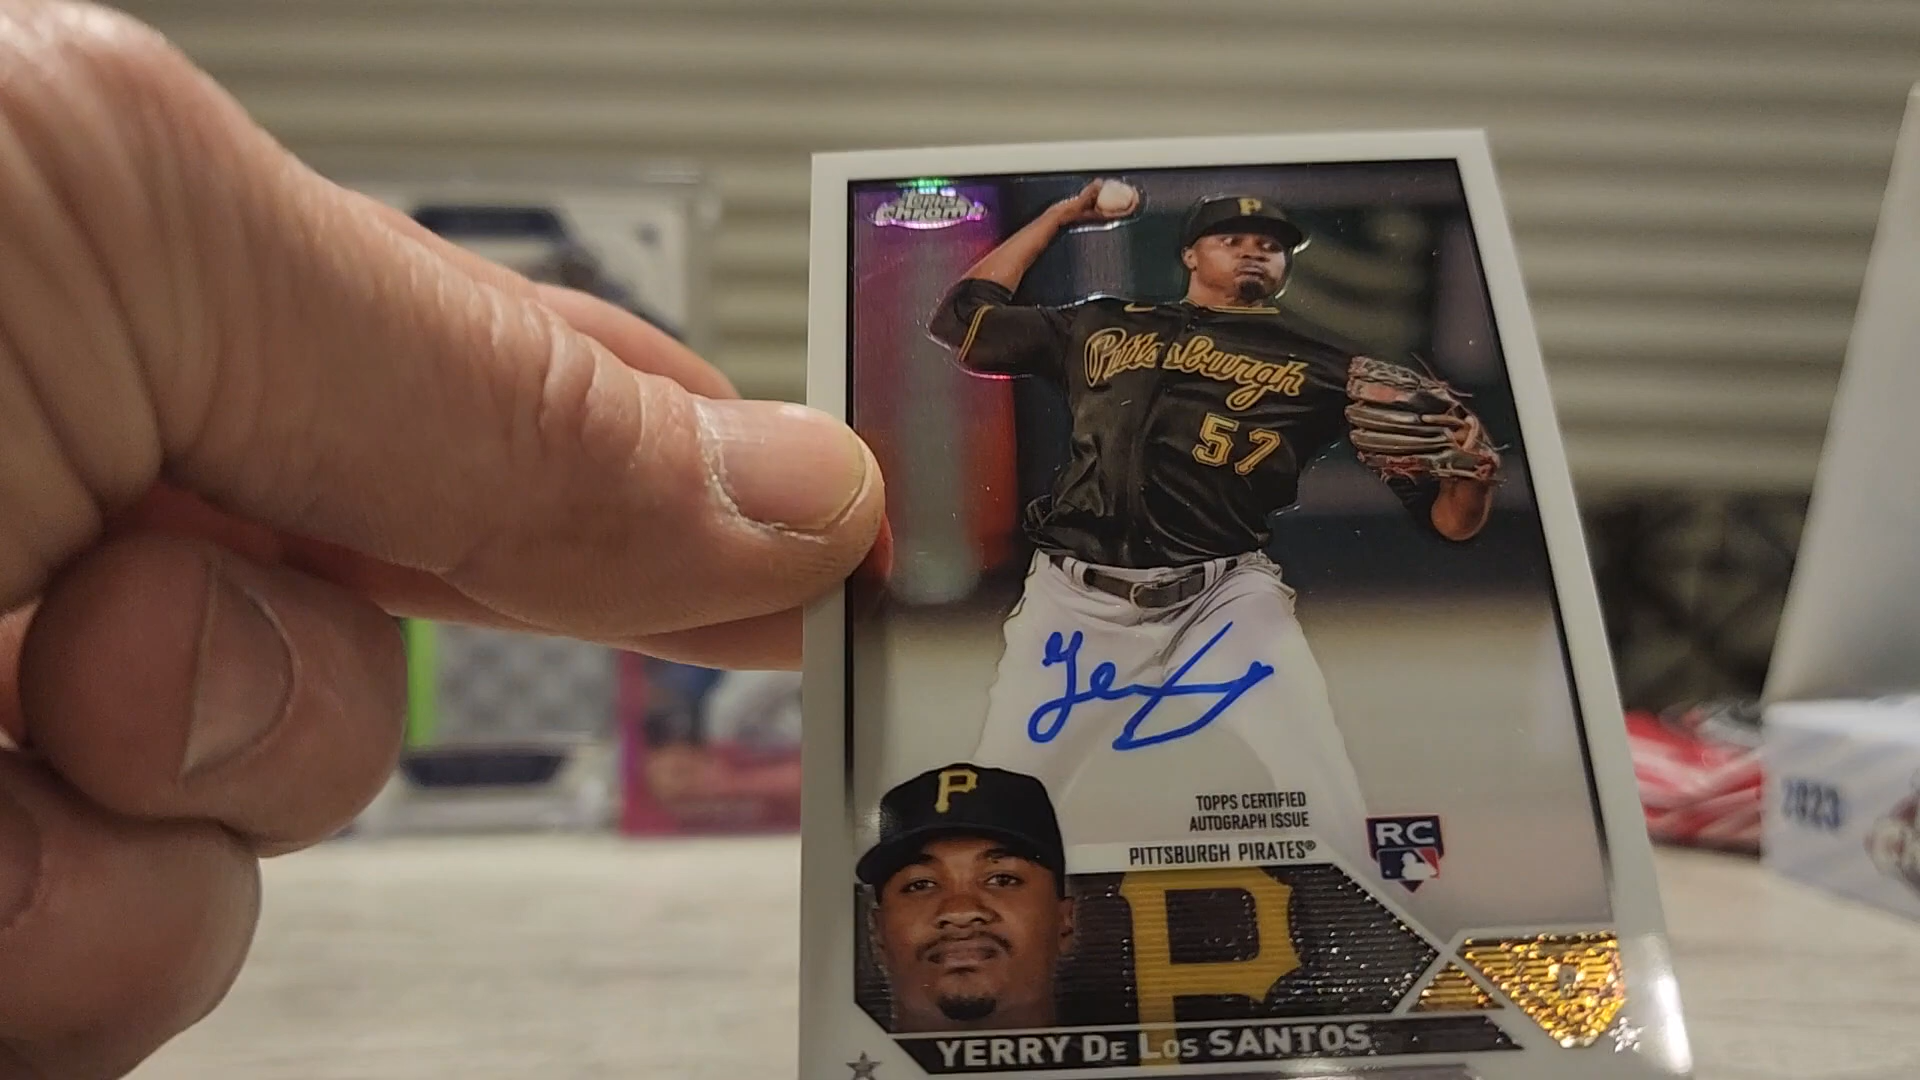 Topps
Chrome
P
Pittsburgh
57
P
TOPPS CERTIFIED
AUTOGRAPH ISSUE
PITTSBURGH PIRATES®
RC
P
YERRY DE LOS SANTOS
2023